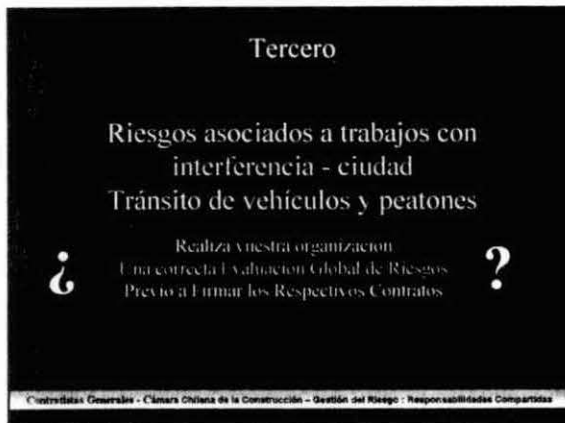 Tercero
Riesgos asociados a trabajos con
interferencia - ciudad
Tránsito de vehículos y peatones
Realiza vuestra organización
¿ Una correcta Evaluacion Global de Riesgos ?
Previo a Firmar los Respectivos Contratos
Contratistas Generales - Cámara Chilena de la Construcción – Gestión del Riesgo : Responsabilidades Compartidas